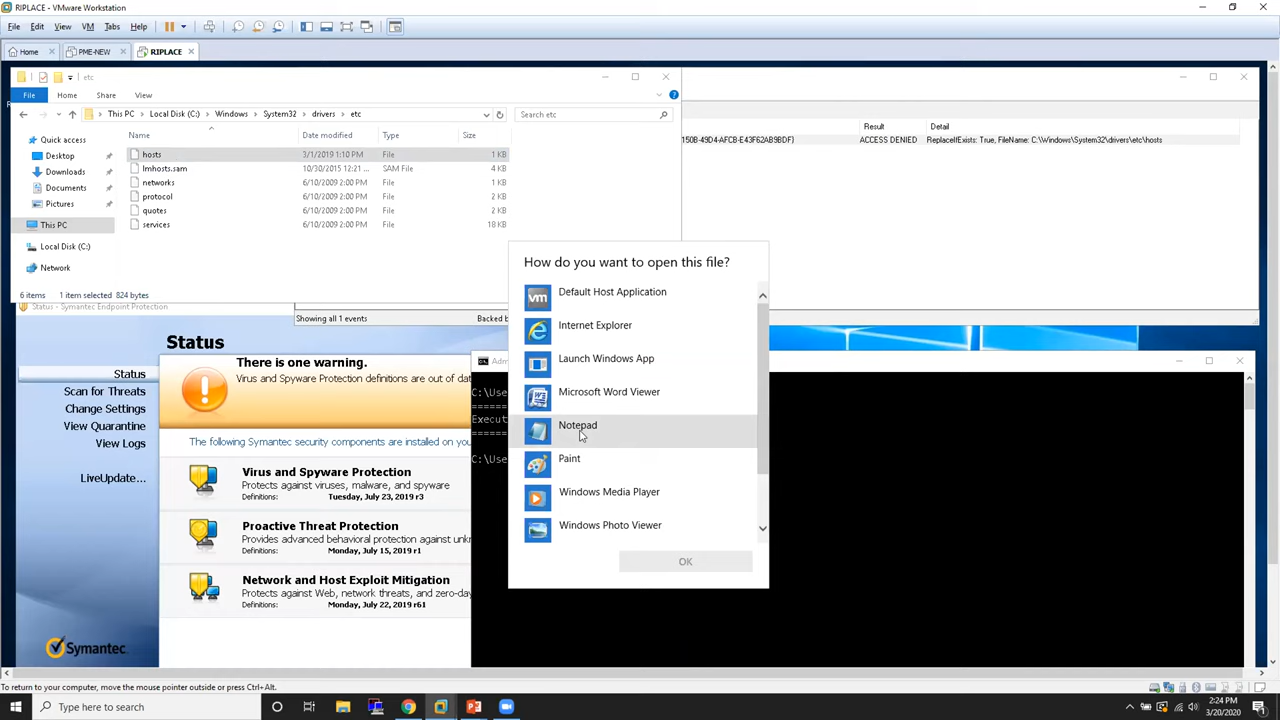 RIPLACE - VMware Workstation
File Edit View VM Tabs Help
Home PME-NEW RIPLACE
etc
File Home Share View
This PC Local Disk (C:) Windows System32 drivers etc
Search etc
Name Date modified Type Size
Quick access
Desktop
Downloads
Documents
Pictures
This PC
Local Disk (C:)
Network
hosts 3/1/2019 1:10 PM File 1 KB
lmhosts.sam 10/30/2015 12:21 ... SAM File 4 KB
networks 6/10/2009 2:00 PM File 1 KB
protocol 6/10/2009 2:00 PM File 2 KB
quotes 6/10/2009 2:00 PM File 2 KB
services 6/10/2009 2:00 PM File 18 KB
6 items 1 item selected 824 bytes
Result Detail
150B-49D4-AFCB-E43F62AB9BDF} ACCESS DENIED ReplaceIfExists: True, FileName: C:\Windows\System32\drivers\etc\hosts
Showing all 1 events Backed b
How do you want to open this file?
Default Host Application
Internet Explorer
Launch Windows App
Microsoft Word Viewer
Notepad
Paint
Windows Media Player
Windows Photo Viewer
OK
Status - Symantec Endpoint Protection
Status
Scan for Threats
Change Settings
View Quarantine
View Logs
LiveUpdate...
Status
There is one warning.
Virus and Spyware Protection definitions are out of dat
The following Symantec security components are installed on you
Virus and Spyware Protection
Protects against viruses, malware, and spyware
Definitions: Tuesday, July 23, 2019 r3
Proactive Threat Protection
Provides advanced behavioral protection against unkn
Definitions: Monday, July 15, 2019 r1
Network and Host Exploit Mitigation
Protects against Web, network threats, and zero-day
Definitions: Monday, July 22, 2019 r61
Symantec
Adm
C:\Use
=====
Execut
=====
C:\Use
To return to your computer, move the mouse pointer outside or press Ctrl+Alt.
Type here to search
2:24 PM
3/20/2020
1